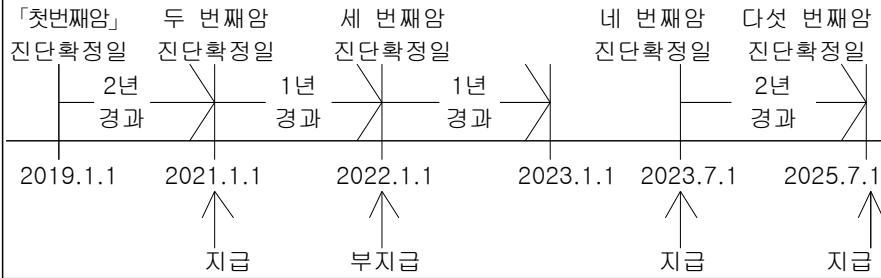 「첫번째암」 두 번째암 세 번째암 네 번째암 다섯 번째암
진단확정일 진단확정일 진단확정일 진단확정일 진단확정일
2년 1년 1년 2년
경과 경과 경과 경과
2019.1.1 2021.1.1 2022.1.1 2023.1.1 2023.7.1 2025.7.1
지급 부지급 지급 지급